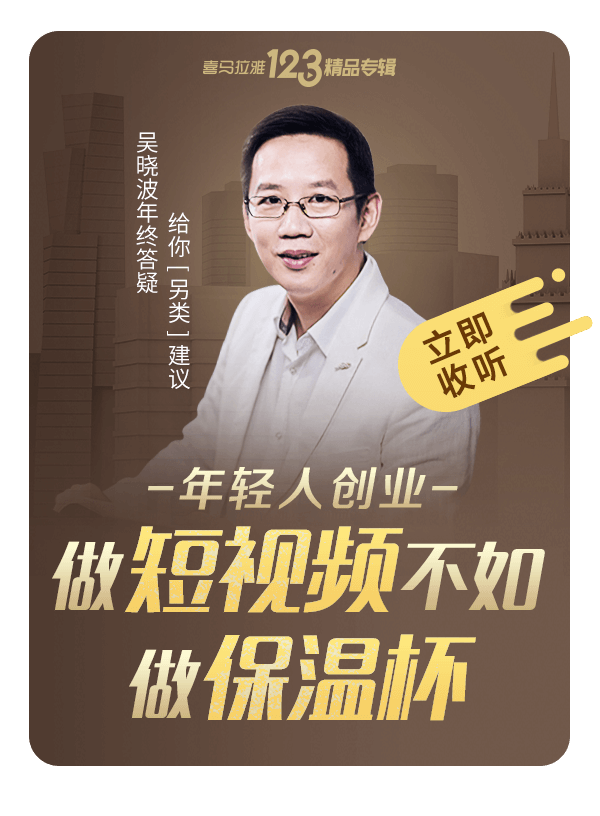 喜马拉雅123精品专辑
吴晓波年终答疑
给你[另类]建议
立即
收听
-年轻人创业-
做短视频不如
做保温杯